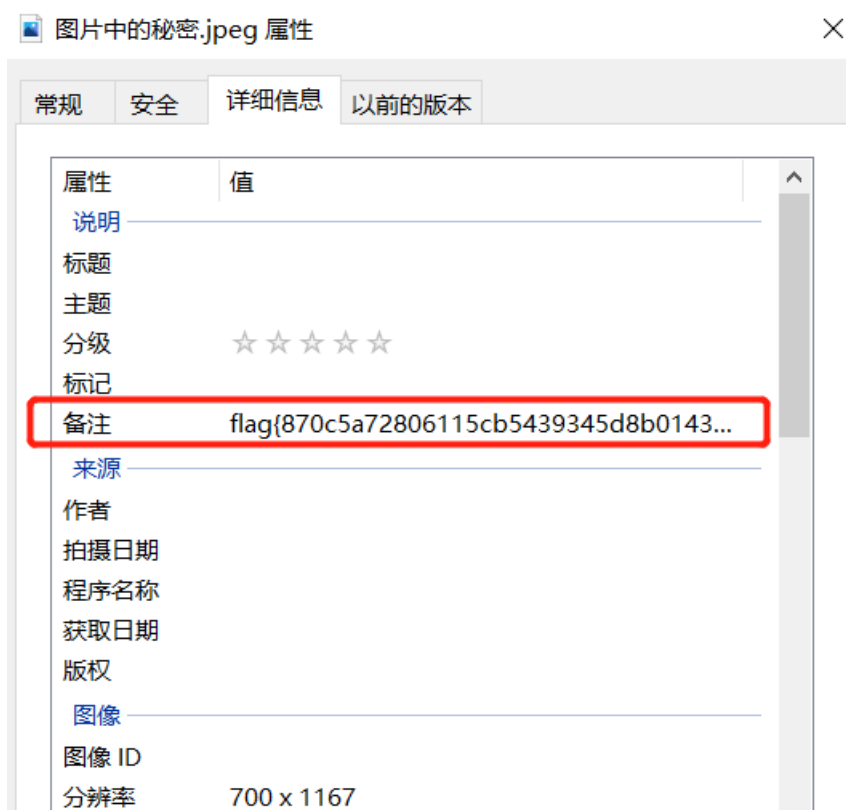 图片中的秘密.jpeg 属性
常规 安全 详细信息 以前的版本
属性 值
说明
标题
主题
分级
标记
备注 flag{870c5a72806115cb5439345d8b0143...
来源
作者
拍摄日期
程序名称
获取日期
版权
图像
图像 ID
分辨率 700 x 1167